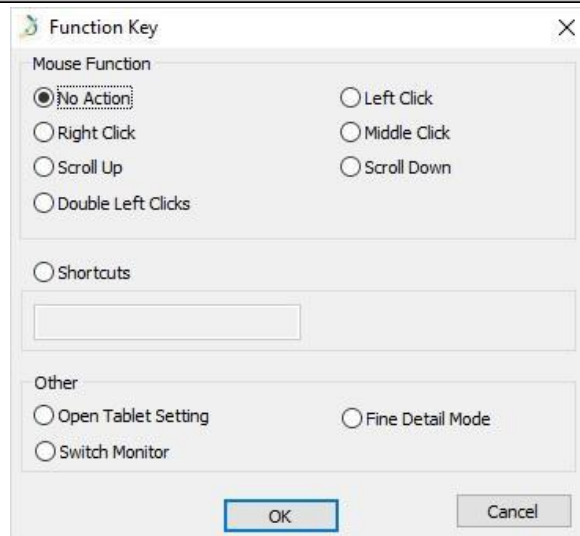 Function Key
Mouse Function
No Action Left Click
Right Click Middle Click
Scroll Up Scroll Down
Double Left Clicks
Shortcuts
Other
Open Tablet Setting Fine Detail Mode
Switch Monitor
OK Cancel